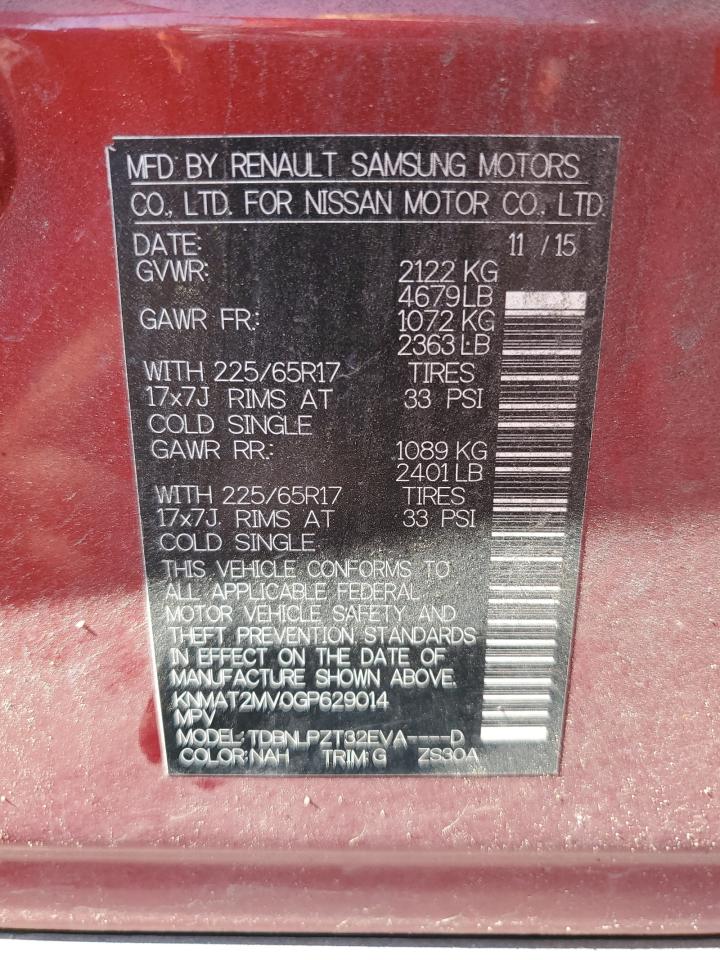 MFD BY RENAULT SAMSUNG MOTORS
CO., LTD. FOR NISSAN MOTOR CO., LTD
DATE: 11 / 15
GVWR: 2122 KG
4679LB
GAWR FR.: 1072 KG
2363 LB
WITH 225/65R17 TIRES
17x7J RIMS AT 33 PSI
COLD SINGLE
GAWR RR.: 1089 KG
2401 LB
WITH 225/65R17 TIRES
17x7J RIMS AT 33 PSI
COLD SINGLE
THIS VEHICLE CONFORMS TO
ALL APPLICABLE FEDERAL
MOTOR VEHICLE SAFETY AND
THEFT PREVENTION STANDARDS
IN EFFECT ON THE DATE OF
MANUFACTURE SHOWN ABOVE.
KNMAT2MV0GP629014
MPV
MODEL: TDBNLPZT32EVA----D
COLOR: NAH TRIM: G ZS30A